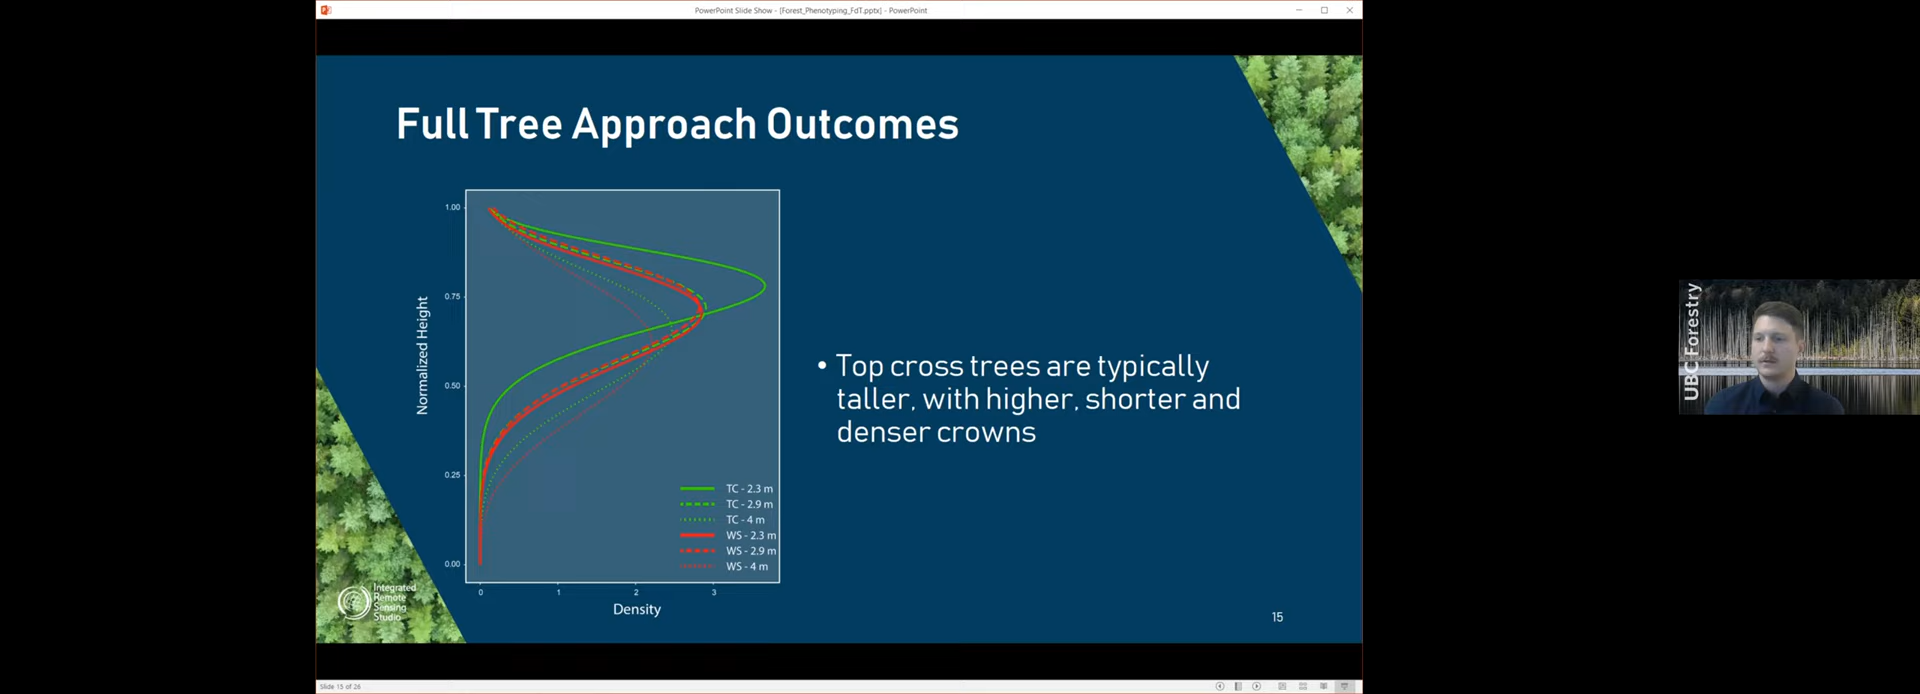 PowerPoint Slide Show - [Forest_Phenotyping_FdT.pptx] - PowerPoint
Full Tree Approach Outcomes
1.00
0.75
0.50
0.25
0.00
Normalized Height
0
1
2
3
Density
TC - 2.3 m
TC - 2.9 m
TC - 4 m
WS - 2.3 m
WS - 2.9 m
WS - 4 m
• Top cross trees are typically
taller, with higher, shorter and
denser crowns
Integrated
Remote
Sensing
Studio
15
Slide 15 of 26
UBC Forestry